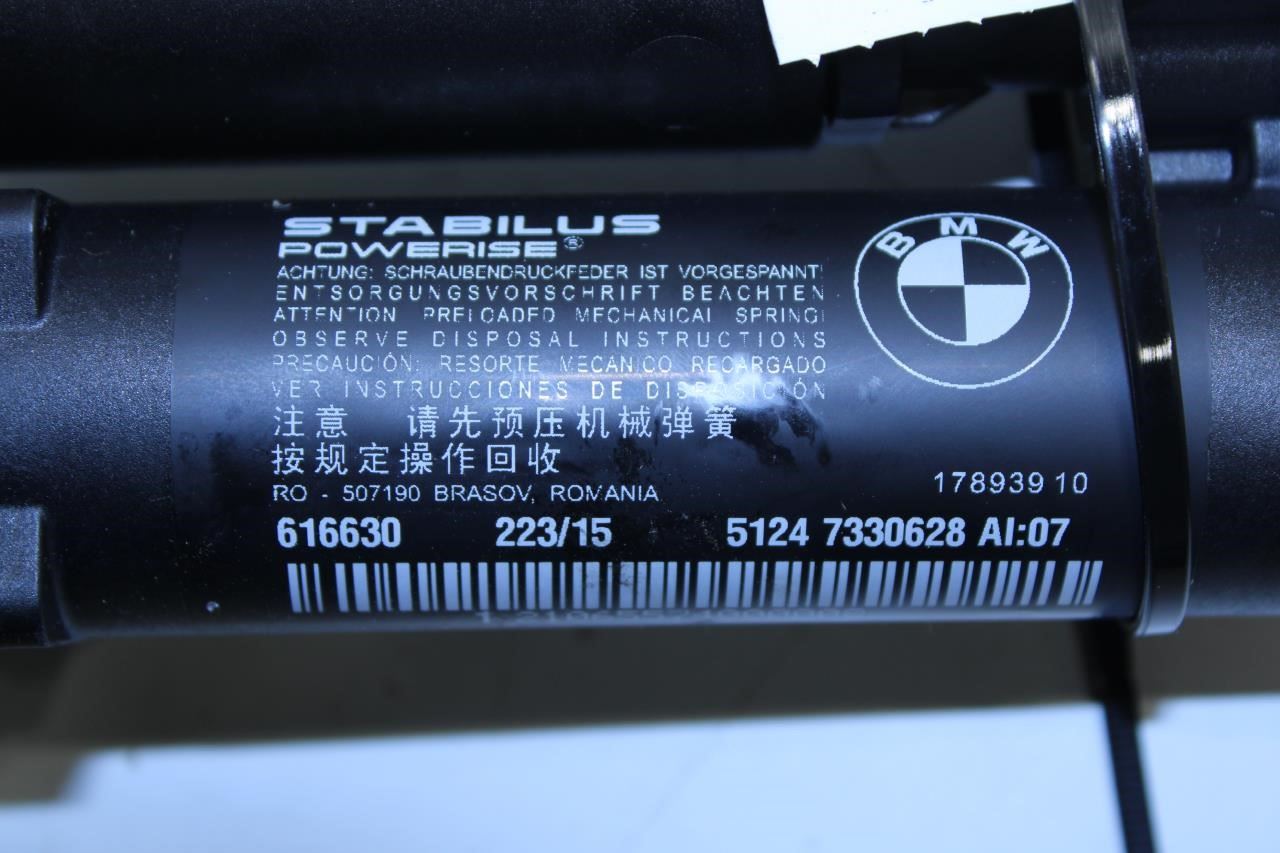 STABILUS
POWERISE®
BMW
ACHTUNG: SCHRAUBENDRUCKFEDER IST VORGESPANNT!
ENTSORGUNGSVORSCHRIFT BEACHTEN
ATTENTION PRELOADED MECHANICAL SPRING!
OBSERVE DISPOSAL INSTRUCTIONS
PRECAUCIÓN: RESORTE MECÁNICO RECARGADO
VER INSTRUCCIONES DE DISPOSICIÓN
注意 请先预压机械弹簧
按规定操作回收
17893910
RO - 507190 BRASOV, ROMANIA
616630 223/15 5124 7330628 AI:07